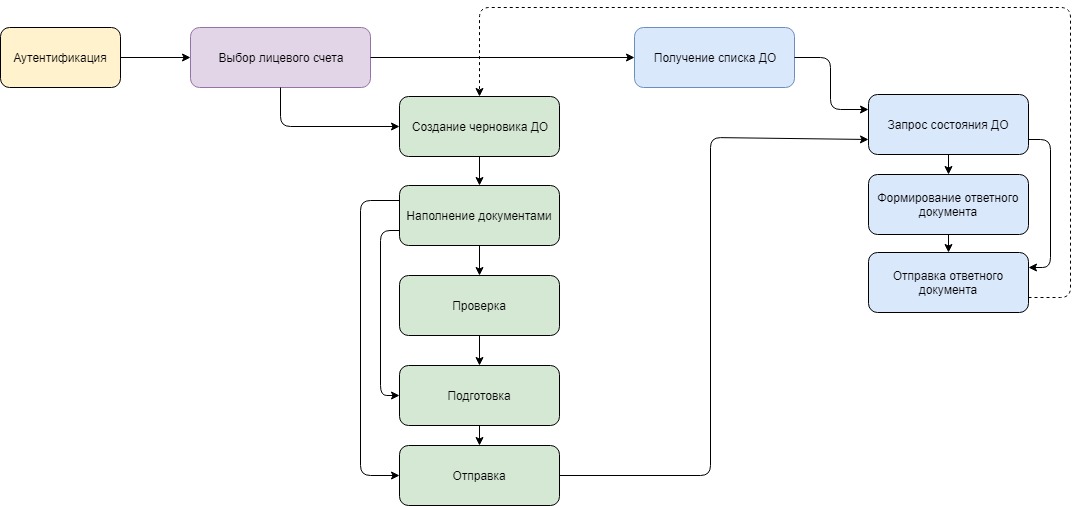 Аутентификация
Выбор лицевого счета
Получение списка ДО
Создание черновика ДО
Запрос состояния ДО
Наполнение документами
Формирование ответного
документа
Проверка
Отправка ответного
документа
Подготовка
Отправка